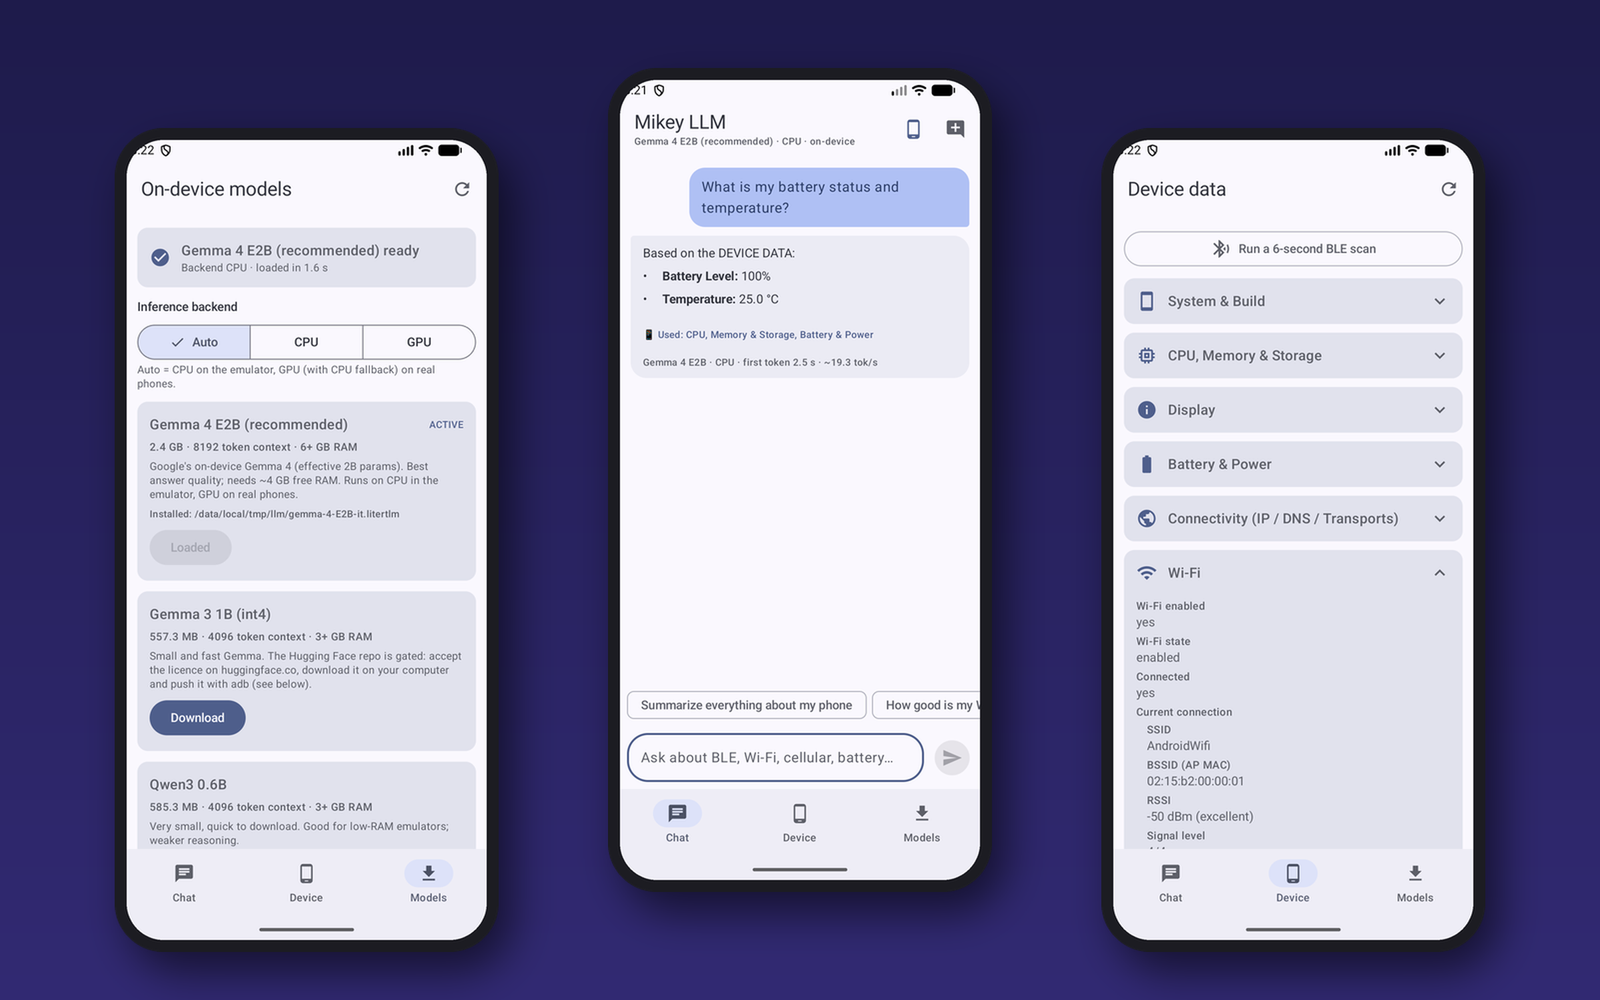 :22
On-device models
Gemma 4 E2B (recommended) ready
Backend CPU · loaded in 1.6 s
Inference backend
Auto
CPU
GPU
Auto = CPU on the emulator, GPU (with CPU fallback) on real
phones.
Gemma 4 E2B (recommended)
ACTIVE
2.4 GB · 8192 token context · 6+ GB RAM
Google's on-device Gemma 4 (effective 2B params). Best
answer quality; needs ~4 GB free RAM. Runs on CPU in the
emulator, GPU on real phones.
Installed: /data/local/tmp/llm/gemma-4-E2B-it.litertlm
Loaded
Gemma 3 1B (int4)
557.3 MB · 4096 token context · 3+ GB RAM
Small and fast Gemma. The Hugging Face repo is gated: accept
the licence on huggingface.co, download it on your computer
and push it with adb (see below).
Download
Qwen3 0.6B
585.3 MB · 4096 token context · 3+ GB RAM
Very small, quick to download. Good for low-RAM emulators;
weaker reasoning.
Chat
Device
Models
:21
Mikey LLM
Gemma 4 E2B (recommended) · CPU · on-device
What is my battery status and
temperature?
Based on the DEVICE DATA:
• Battery Level: 100%
• Temperature: 25.0 °C
Used: CPU, Memory & Storage, Battery & Power
Gemma 4 E2B · CPU · first token 2.5 s · ~19.3 tok/s
Summarize everything about my phone
How good is my
Ask about BLE, Wi-Fi, cellular, battery...
Chat
Device
Models
:22
Device data
Run a 6-second BLE scan
System & Build
CPU, Memory & Storage
Display
Battery & Power
Connectivity (IP / DNS / Transports)
Wi-Fi
Wi-Fi enabled
yes
Wi-Fi state
enabled
Connected
yes
Current connection
SSID
AndroidWifi
BSSID (AP MAC)
02:15:b2:00:00:01
RSSI
-50 dBm (excellent)
Signal level
Chat
Device
Models